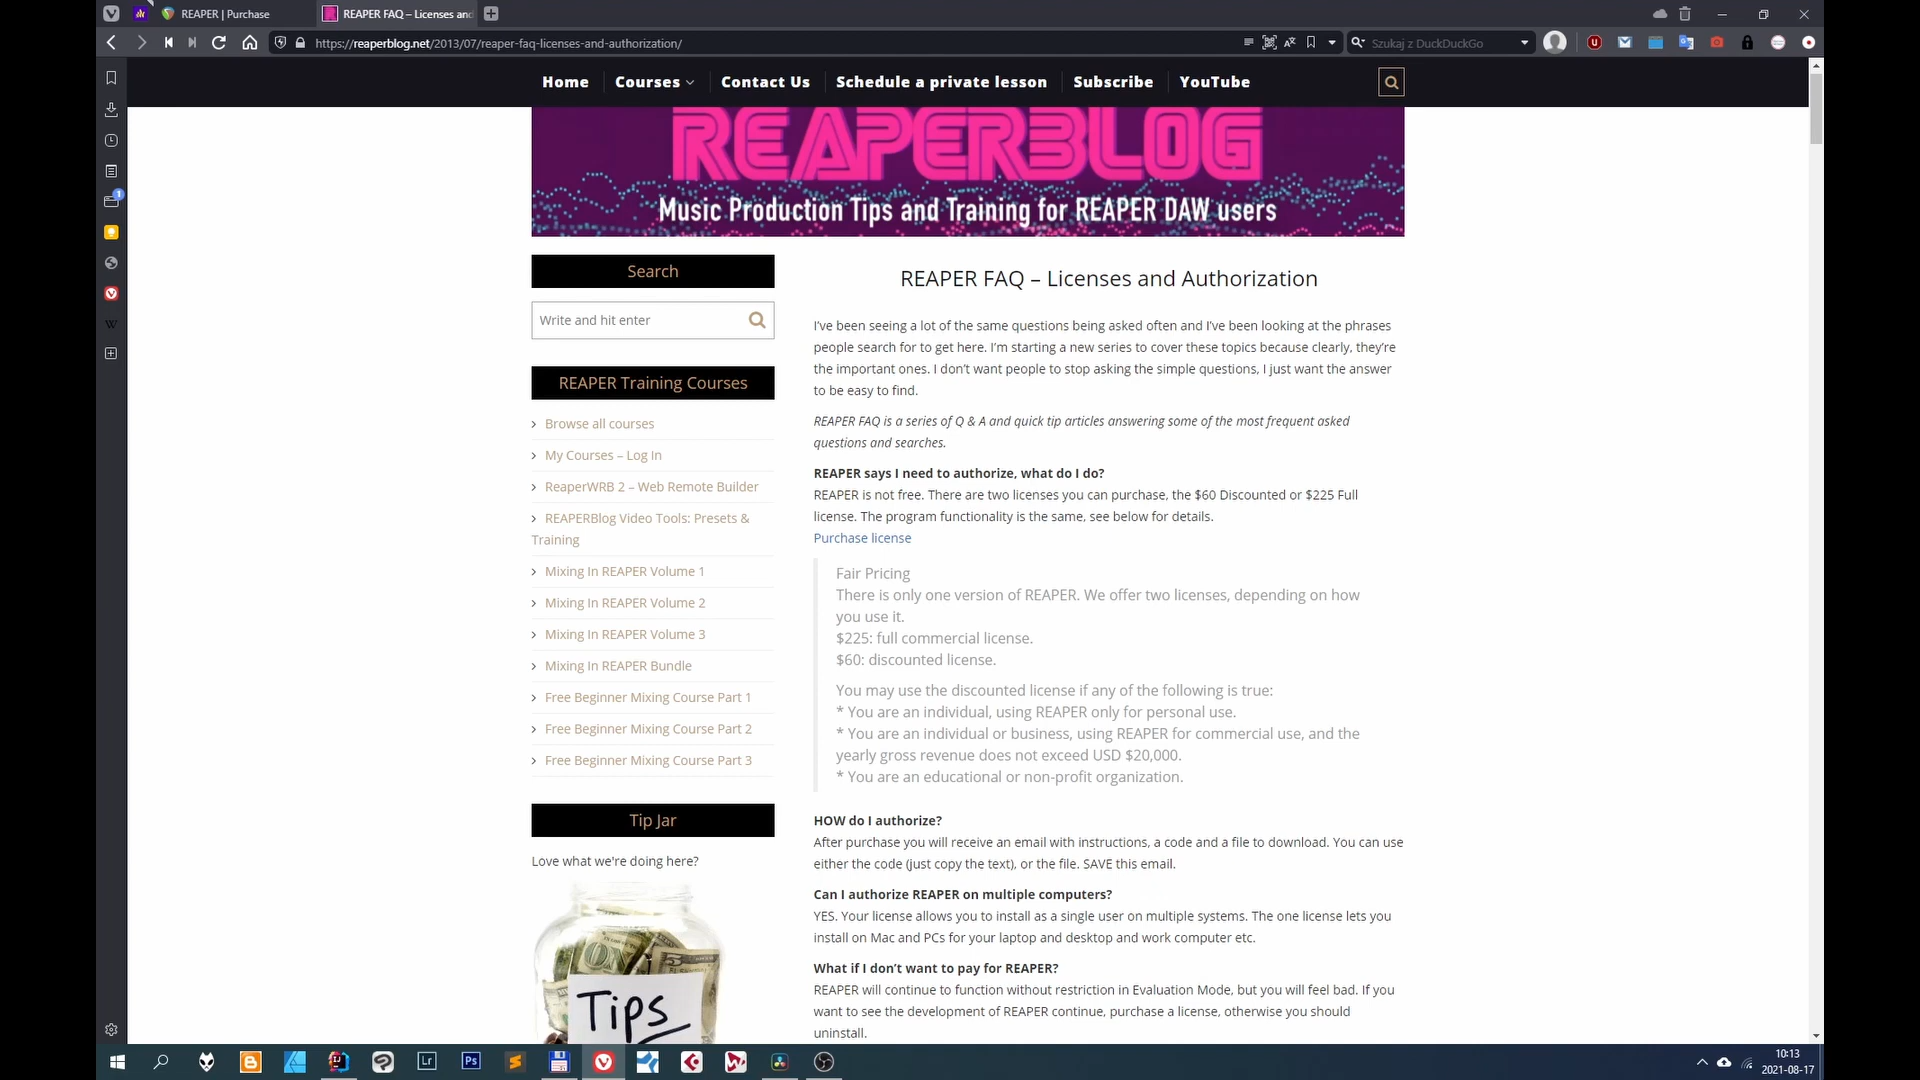 REAPER | Purchase
REAPER FAQ – Licenses and
https://reaperblog.net/2013/07/reaper-faq-licenses-and-authorization/
Szukaj z DuckDuckGo
Home
Courses
Contact Us
Schedule a private lesson
Subscribe
YouTube
REAPERBLOG
Music Production Tips and Training for REAPER DAW users
Search
Write and hit enter
REAPER Training Courses
Browse all courses
My Courses – Log In
ReaperWRB 2 – Web Remote Builder
REAPERBlog Video Tools: Presets &
Training
Mixing In REAPER Volume 1
Mixing In REAPER Volume 2
Mixing In REAPER Volume 3
Mixing In REAPER Bundle
Free Beginner Mixing Course Part 1
Free Beginner Mixing Course Part 2
Free Beginner Mixing Course Part 3
Tip Jar
Love what we're doing here?
Tips
REAPER FAQ – Licenses and Authorization
I've been seeing a lot of the same questions being asked often and I've been looking at the phrases
people search for to get here. I'm starting a new series to cover these topics because clearly, they're
the important ones. I don't want people to stop asking the simple questions, I just want the answer
to be easy to find.
REAPER FAQ is a series of Q & A and quick tip articles answering some of the most frequent asked
questions and searches.
REAPER says I need to authorize, what do I do?
REAPER is not free. There are two licenses you can purchase, the $60 Discounted or $225 Full
license. The program functionality is the same, see below for details.
Purchase license
Fair Pricing
There is only one version of REAPER. We offer two licenses, depending on how
you use it.
$225: full commercial license.
$60: discounted license.
You may use the discounted license if any of the following is true:
* You are an individual, using REAPER only for personal use.
* You are an individual or business, using REAPER for commercial use, and the
yearly gross revenue does not exceed USD $20,000.
* You are an educational or non-profit organization.
HOW do I authorize?
After purchase you will receive an email with instructions, a code and a file to download. You can use
either the code (just copy the text), or the file. SAVE this email.
Can I authorize REAPER on multiple computers?
YES. Your license allows you to install as a single user on multiple systems. The one license lets you
install on Mac and PCs for your laptop and desktop and work computer etc.
What if I don't want to pay for REAPER?
REAPER will continue to function without restriction in Evaluation Mode, but you will feel bad. If you
want to see the development of REAPER continue, purchase a license, otherwise you should
uninstall.
1
Lr
Ps
10:13
2021-08-17